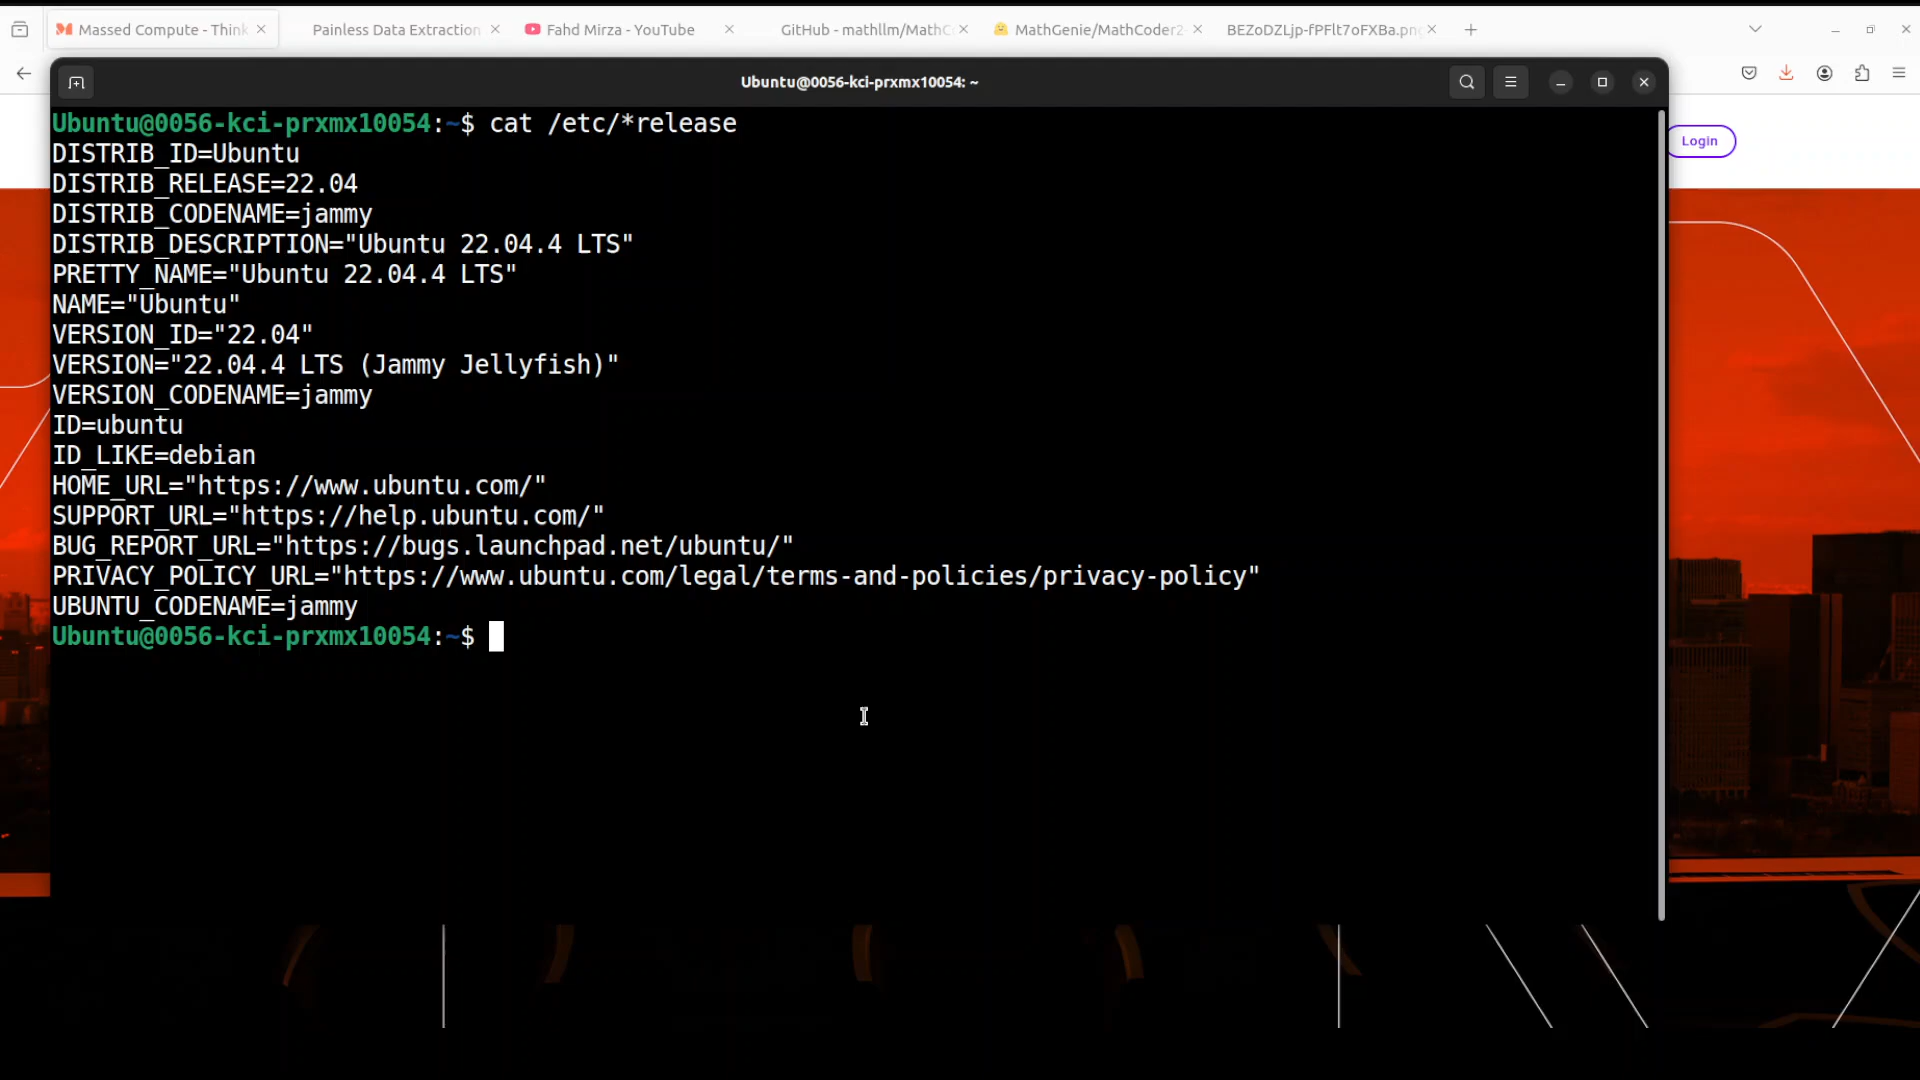 Massed Compute - Think
Painless Data Extraction
Fahd Mirza - YouTube
GitHub - mathllm/MathC
MathGenie/MathCoder2-
BEZoDZLjp-fPFlt7oFXBa.pn
Ubuntu@0056-kci-prxmx10054: ~
Login
Ubuntu@0056-kci-prxmx10054:~$ cat /etc/*release
DISTRIB_ID=Ubuntu
DISTRIB_RELEASE=22.04
DISTRIB_CODENAME=jammy
DISTRIB_DESCRIPTION="Ubuntu 22.04.4 LTS"
PRETTY_NAME="Ubuntu 22.04.4 LTS"
NAME="Ubuntu"
VERSION_ID="22.04"
VERSION="22.04.4 LTS (Jammy Jellyfish)"
VERSION_CODENAME=jammy
ID=ubuntu
ID_LIKE=debian
HOME_URL="https://www.ubuntu.com/"
SUPPORT_URL="https://help.ubuntu.com/"
BUG_REPORT_URL="https://bugs.launchpad.net/ubuntu/"
PRIVACY_POLICY_URL="https://www.ubuntu.com/legal/terms-and-policies/privacy-policy"
UBUNTU_CODENAME=jammy
Ubuntu@0056-kci-prxmx10054:~$